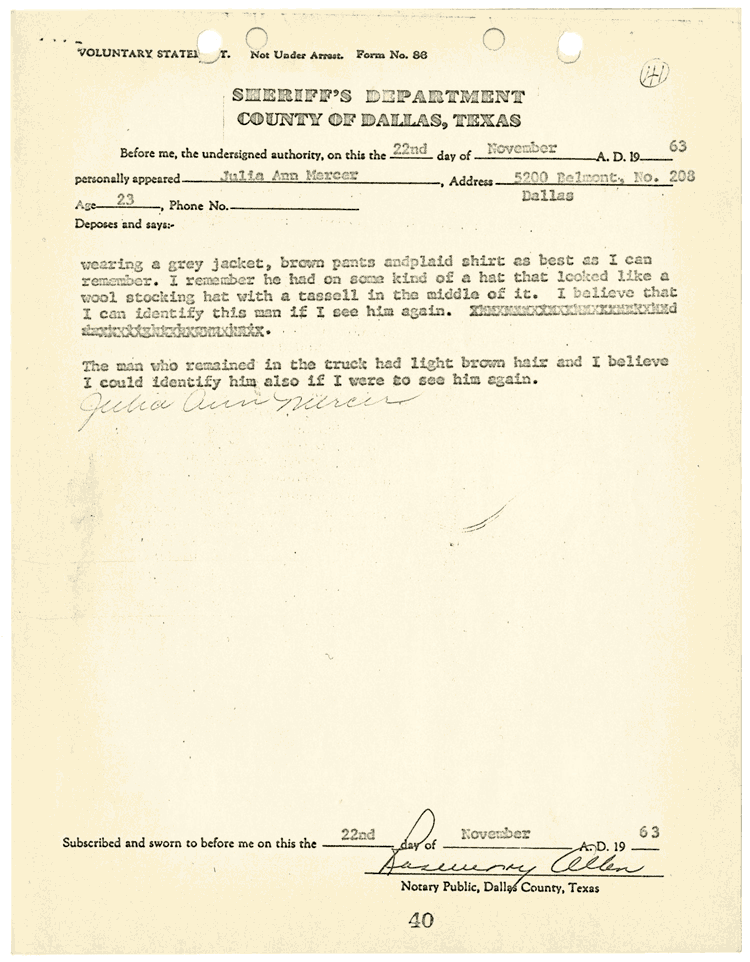 VOLUNTARY STATE T. Not Under Arrest. Form No. 86
141
SHERIFF'S DEPARTMENT
COUNTY OF DALLAS, TEXAS
Before me, the undersigned authority, on this the 22nd day of November A. D. 19 63
personally appeared Julia Ann Mercer, Address 5200 Belmont, No. 208
Dallas
Age 23, Phone No.
Deposes and says:-
wearing a grey jacket, brown pants andplaid shirt as best as I can
remember. I remember he had on some kind of a hat that looked like a
wool stocking hat with a tassell in the middle of it. I believe that
I can identify this man if I see him again.
The man who remained in the truck had light brown hair and I believe
I could identify him also if I were to see him again.
Julia Ann Mercer
Subscribed and sworn to before me on this the 22nd day of November A. D. 19 63
Rosemary Allen
Notary Public, Dallas County, Texas
40